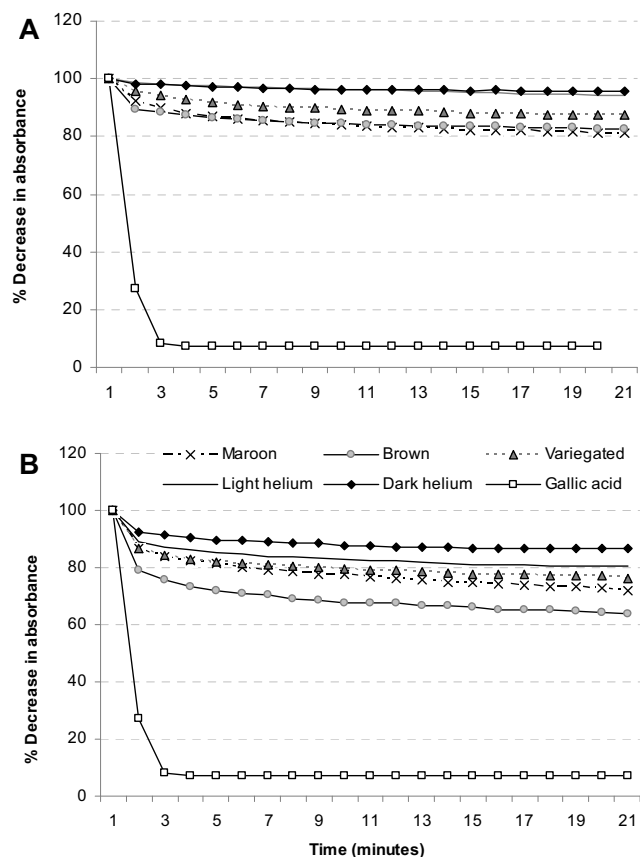 A
% Decrease in absorbance
120
100
80
60
40
20
0
1 3 5 7 9 11 13 15 17 19 21
B
% Decrease in absorbance
120
100
80
60
40
20
0
Maroon Brown Variegated
Light helium Dark helium Gallic acid
1 3 5 7 9 11 13 15 17 19 21
Time (minutes)